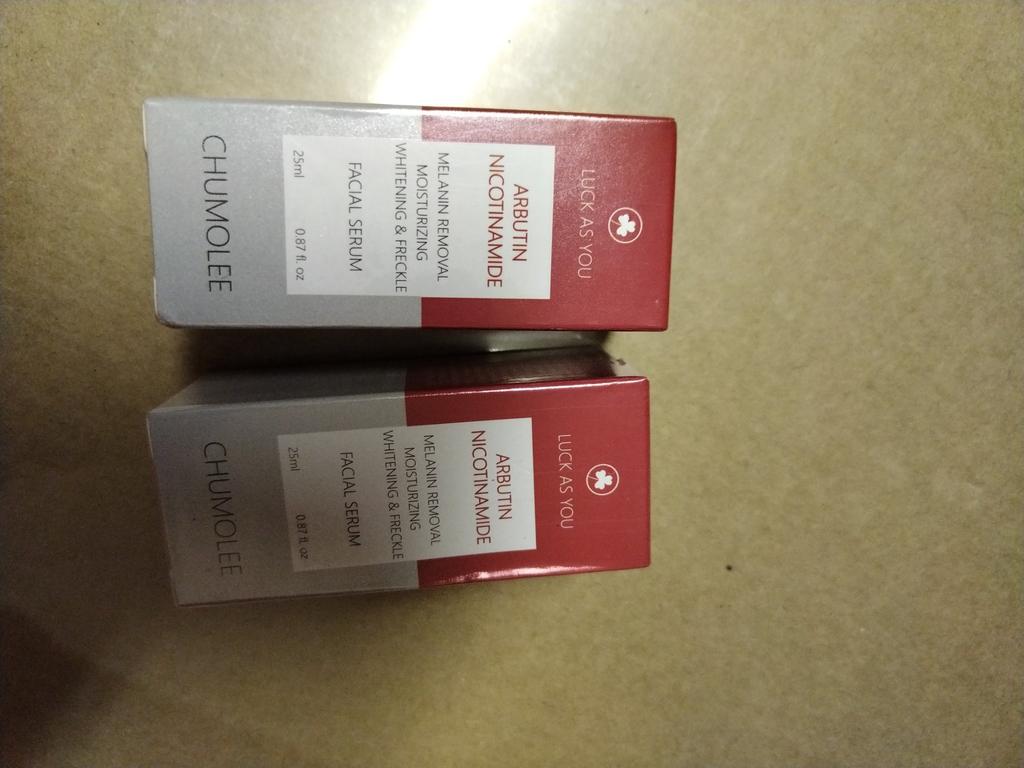 LUCK AS YOU
ARBUTIN
NICOTINAMIDE
MELANIN REMOVAL
MOISTURIZING
WHITENING & FRECKLE
FACIAL SERUM
25ml 0.87 fl. oz
CHUMOLEE
LUCK AS YOU
ARBUTIN
NICOTINAMIDE
MELANIN REMOVAL
MOISTURIZING
WHITENING & FRECKLE
FACIAL SERUM
25ml 0.87 fl. oz
CHUMOLEE